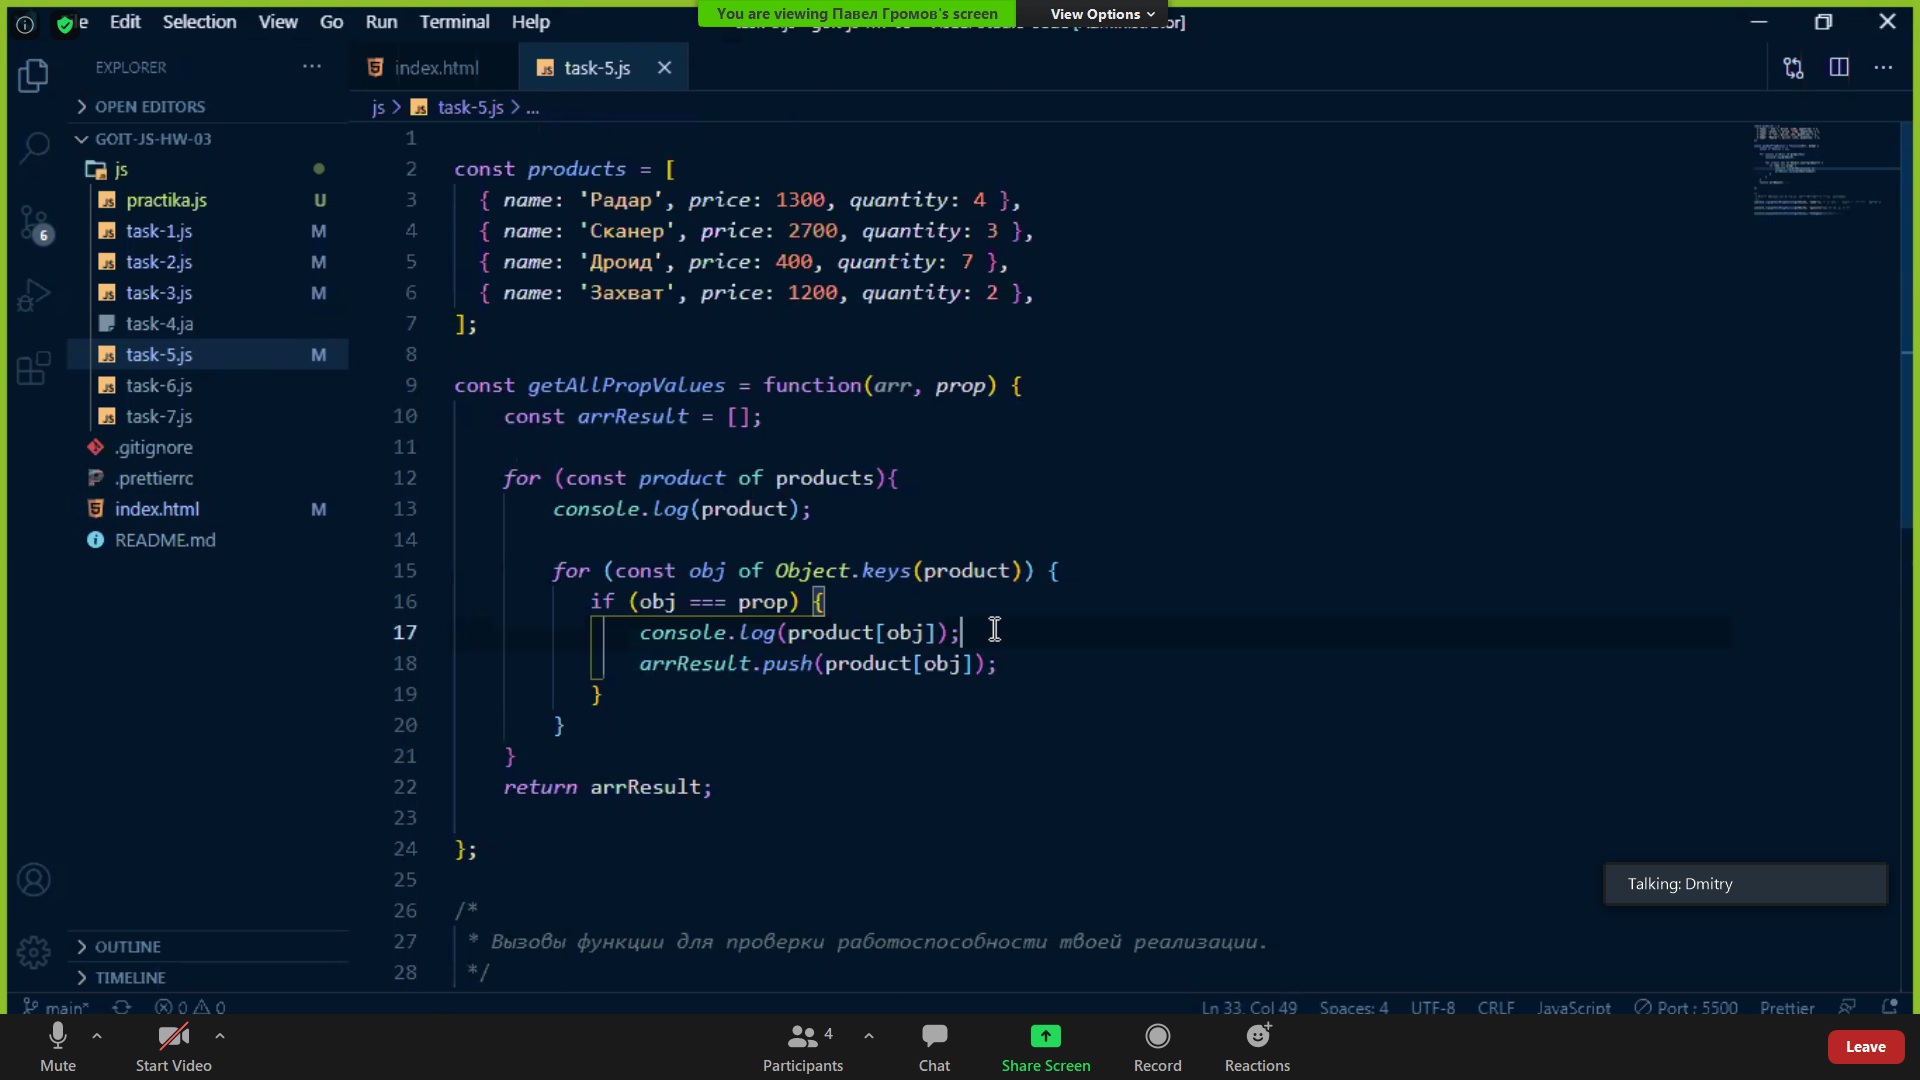 You are viewing Павел Громов's screen
View Options
Edit Selection View Go Run Terminal Help
EXPLORER
index.html
task-5.js
OPEN EDITORS
js > task-5.js > ...
GOIT-JS-HW-03
js
practika.js U
task-1.js M
task-2.js M
task-3.js M
task-4.ja
task-5.js M
task-6.js
task-7.js
.gitignore
.prettierrc
index.html M
README.md
6
OUTLINE
TIMELINE
1
2 const products = [
3 { name: 'Радар', price: 1300, quantity: 4 },
4 { name: 'Сканер', price: 2700, quantity: 3 },
5 { name: 'Дроид', price: 400, quantity: 7 },
6 { name: 'Захват', price: 1200, quantity: 2 },
7 ];
8
9 const getAllPropValues = function(arr, prop) {
10 const arrResult = [];
11
12 for (const product of products){
13 console.log(product);
14
15 for (const obj of Object.keys(product)) {
16 if (obj === prop) {
17 console.log(product[obj]);
18 arrResult.push(product[obj]);
19 }
20 }
21 }
22 return arrResult;
23
24 };
25
26 /*
27 * Вызовы функции для проверки работоспособности твоей реализации.
28 */
Talking: Dmitry
main* 0 0
Ln 33, Col 49 Spaces: 4 UTF-8 CRLF JavaScript Port : 5500 Prettier
Mute
Start Video
Participants 4
Chat
Share Screen
Record
Reactions
Leave